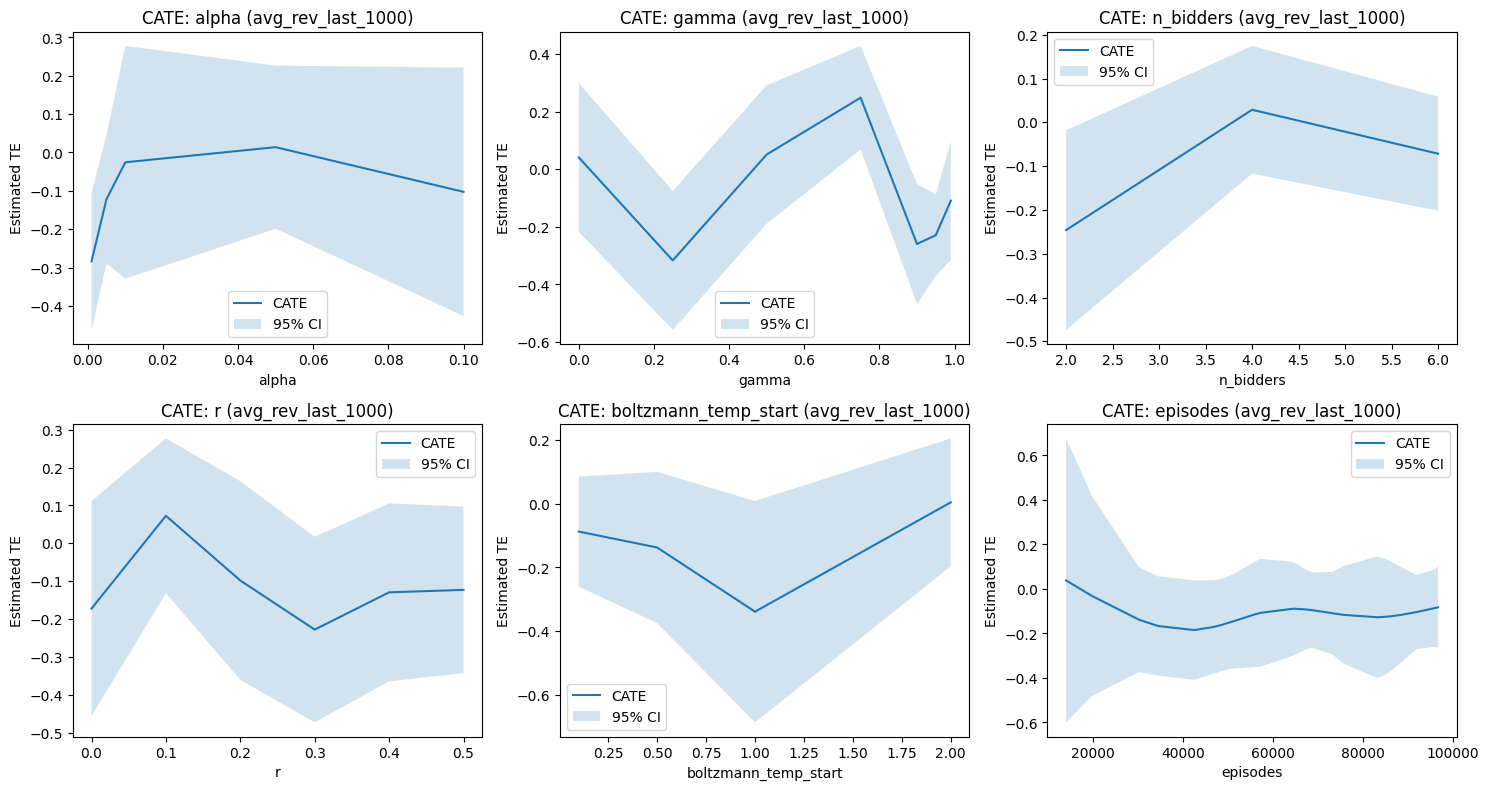 CATE: alpha (avg_rev_last_1000)
Estimated TE
0.3
0.2
0.1
0.0
−0.1
−0.2
−0.3
−0.4
CATE
95% CI
0.00 0.02 0.04 0.06 0.08 0.10
alpha
CATE: gamma (avg_rev_last_1000)
Estimated TE
0.4
0.2
0.0
−0.2
−0.4
−0.6
CATE
95% CI
0.0 0.2 0.4 0.6 0.8 1.0
gamma
CATE: n_bidders (avg_rev_last_1000)
Estimated TE
0.2
0.1
0.0
−0.1
−0.2
−0.3
−0.4
−0.5
CATE
95% CI
2.0 2.5 3.0 3.5 4.0 4.5 5.0 5.5 6.0
n_bidders
CATE: r (avg_rev_last_1000)
Estimated TE
0.3
0.2
0.1
0.0
−0.1
−0.2
−0.3
−0.4
−0.5
CATE
95% CI
0.0 0.1 0.2 0.3 0.4 0.5
r
CATE: boltzmann_temp_start (avg_rev_last_1000)
Estimated TE
0.2
0.0
−0.2
−0.4
−0.6
CATE
95% CI
0.25 0.50 0.75 1.00 1.25 1.50 1.75 2.00
boltzmann_temp_start
CATE: episodes (avg_rev_last_1000)
Estimated TE
0.6
0.4
0.2
0.0
−0.2
−0.4
−0.6
CATE
95% CI
20000 40000 60000 80000 100000
episodes